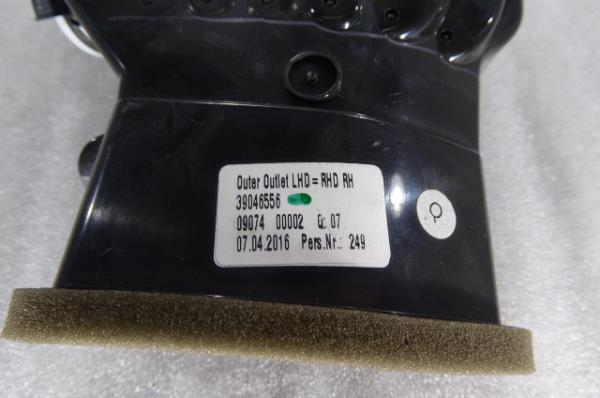 Outer Outlet LHD = RHD RH
39046556
09074 00002 Q: 07
07.04.2016 Pers.Nr.: 249
Q